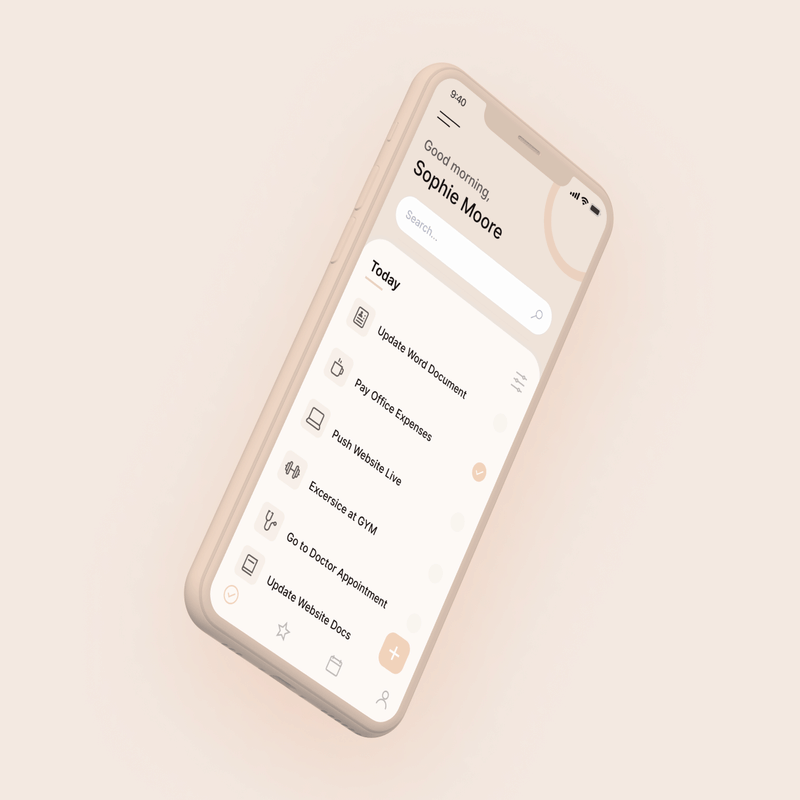 9:40
Good morning,
Sophie Moore
Search...
Today
Update Word Document
Pay Office Expenses
Push Website Live
Excersice at GYM
Go to Doctor Appointment
Update Website Docs